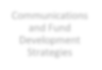 Communications
and Fund
Development
Strategies